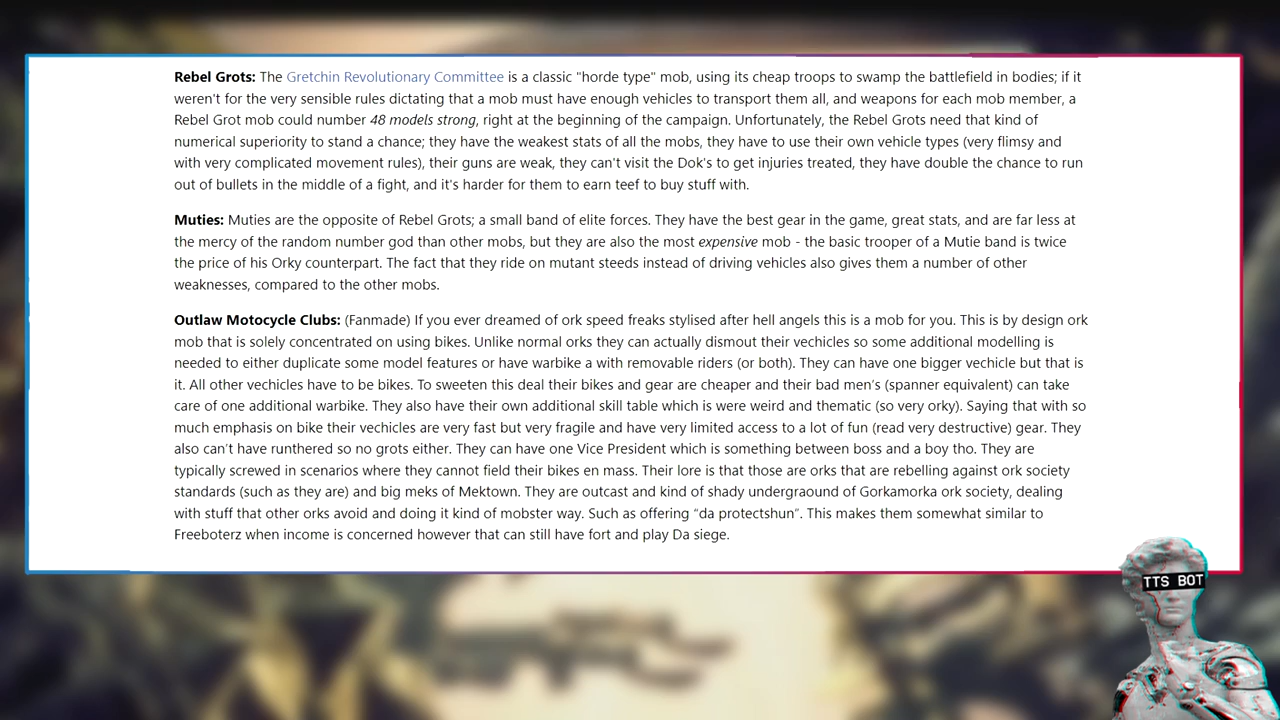 Rebel Grots: The Gretchin Revolutionary Committee is a classic "horde type" mob, using its cheap troops to swamp the battlefield in bodies; if it
weren't for the very sensible rules dictating that a mob must have enough vehicles to transport them all, and weapons for each mob member, a
Rebel Grot mob could number 48 models strong, right at the beginning of the campaign. Unfortunately, the Rebel Grots need that kind of
numerical superiority to stand a chance; they have the weakest stats of all the mobs, they have to use their own vehicle types (very flimsy and
with very complicated movement rules), their guns are weak, they can't visit the Dok's to get injuries treated, they have double the chance to run
out of bullets in the middle of a fight, and it's harder for them to earn teef to buy stuff with.
Muties: Muties are the opposite of Rebel Grots; a small band of elite forces. They have the best gear in the game, great stats, and are far less at
the mercy of the random number god than other mobs, but they are also the most expensive mob - the basic trooper of a Mutie band is twice
the price of his Orky counterpart. The fact that they ride on mutant steeds instead of driving vehicles also gives them a number of other
weaknesses, compared to the other mobs.
Outlaw Motocycle Clubs: (Fanmade) If you ever dreamed of ork speed freaks stylised after hell angels this is a mob for you. This is by design ork
mob that is solely concentrated on using bikes. Unlike normal orks they can actually dismout their vechicles so some additional modelling is
needed to either duplicate some model features or have warbike a with removable riders (or both). They can have one bigger vechicle but that is
it. All other vechicles have to be bikes. To sweeten this deal their bikes and gear are cheaper and their bad men's (spanner equivalent) can take
care of one additional warbike. They also have their own additional skill table which is were weird and thematic (so very orky). Saying that with so
much emphasis on bike their vechicles are very fast but very fragile and have very limited access to a lot of fun (read very destructive) gear. They
also can't have runtherd so no grots either. They can have one Vice President which is something between boss and a boy tho. They are
typically screwed in scenarios where they cannot field their bikes en mass. Their lore is that those are orks that are rebelling against ork society
standards (such as they are) and big meks of Mektown. They are outcast and kind of shady undergraound of Gorkamorka ork society, dealing
with stuff that other orks avoid and doing it kind of mobster way. Such as offering “da protectshun”. This makes them somewhat similar to
Freeboterz when income is concerned however that can still have fort and play Da siege.
TTS BOT